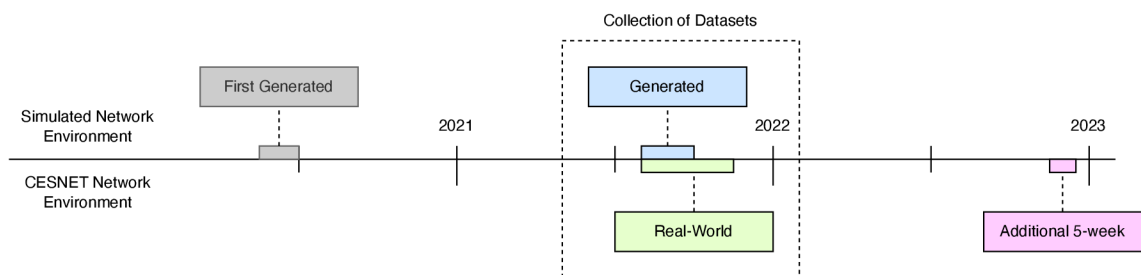 Collection of Datasets
First Generated
Generated
Simulated Network
Environment
2021
2022
2023
CESNET Network
Environment
Real-World
Additional 5-week